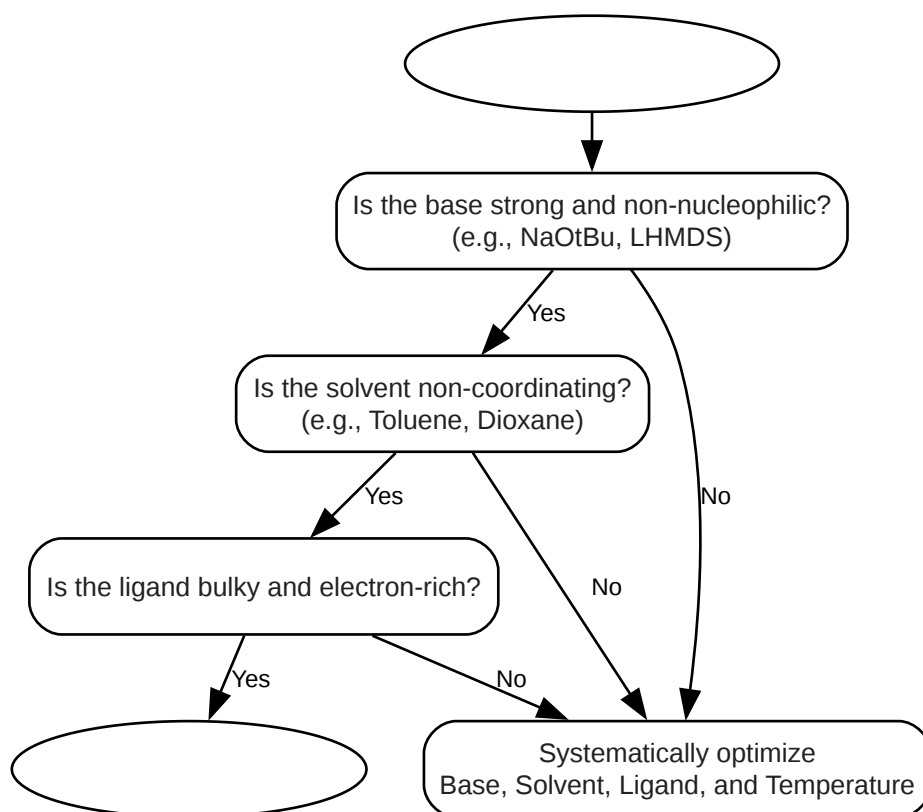 Is the base strong and non-nucleophilic?
(e.g., NaOtBu, LHMDS)
Yes
No
Is the solvent non-coordinating?
(e.g., Toluene, Dioxane)
Yes
No
Is the ligand bulky and electron-rich?
Yes
No
Systematically optimize
Base, Solvent, Ligand, and Temperature